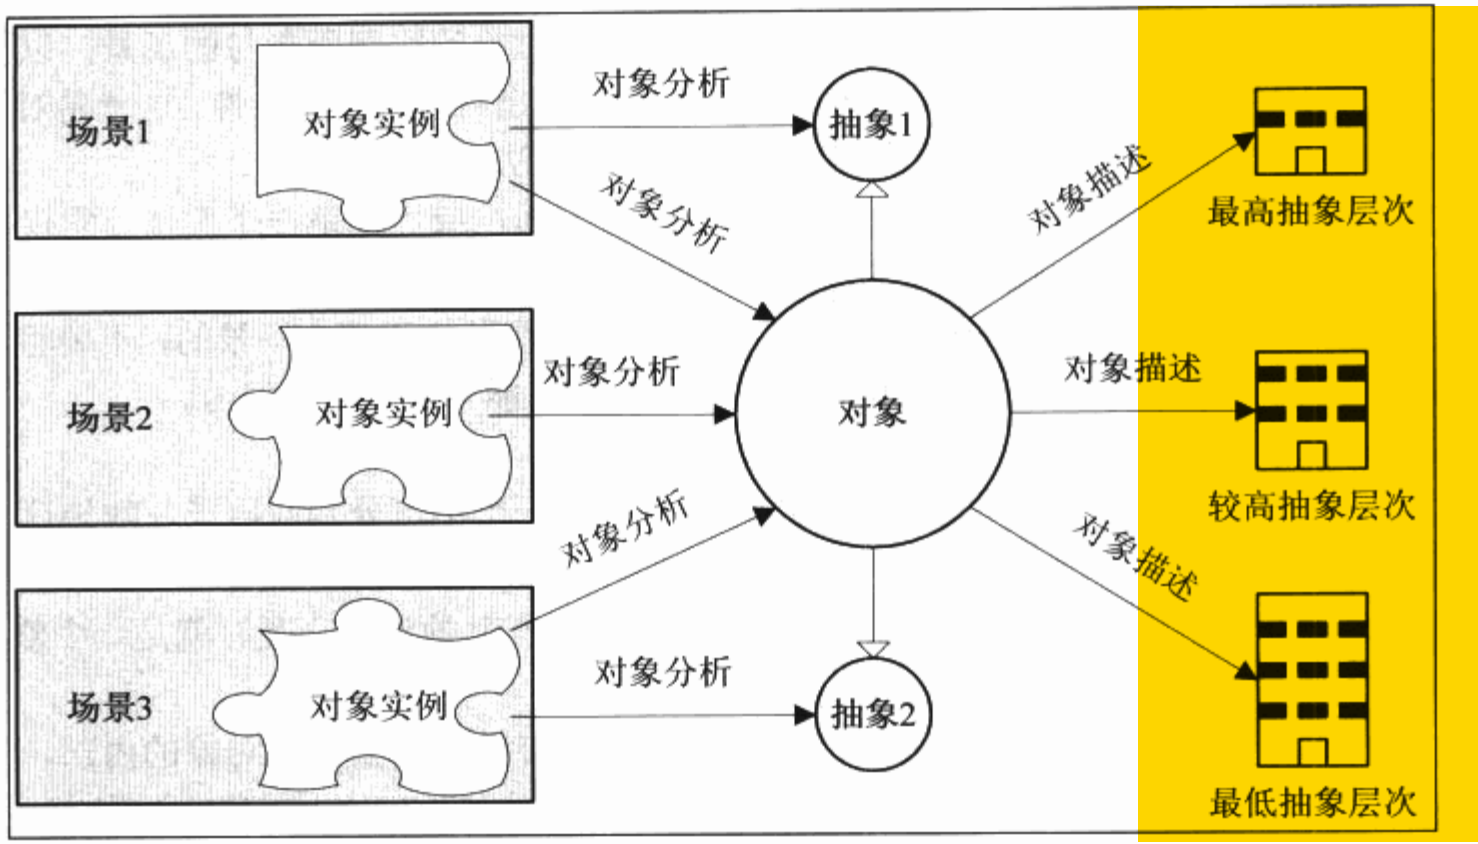 场景1
对象实例
对象分析
抽象1
对象分析
对象描述
最高抽象层次
场景2
对象实例
对象分析
对象
对象描述
较高抽象层次
对象分析
对象描述
场景3
对象实例
对象分析
抽象2
最低抽象层次